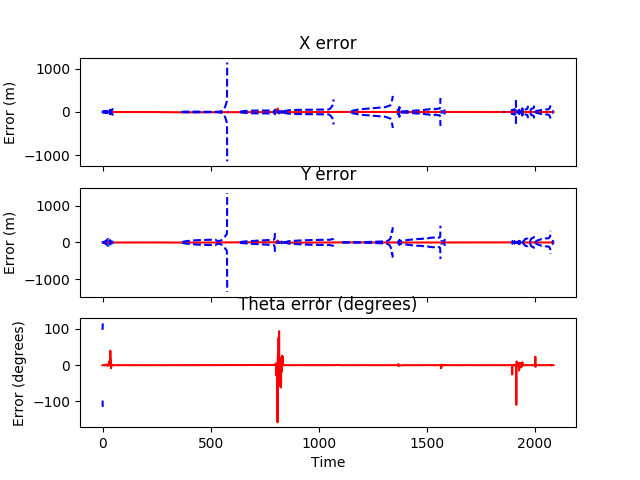 X error
1000
0
−1000
Error (m)
Y error
1000
0
−1000
Error (m)
Theta error (degrees)
100
0
−100
Error (degrees)
0 500 1000 1500 2000
Time